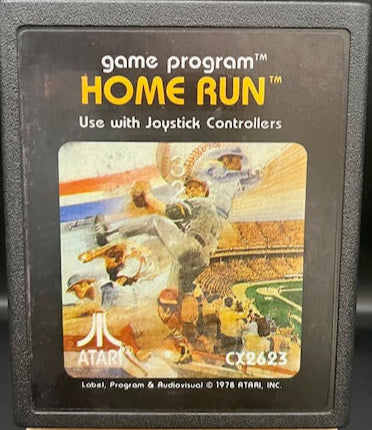 game program™
HOME RUN™
Use with Joystick Controllers
ATARI®
CX2623
Label, Program & Audiovisual © 1978 ATARI, INC.